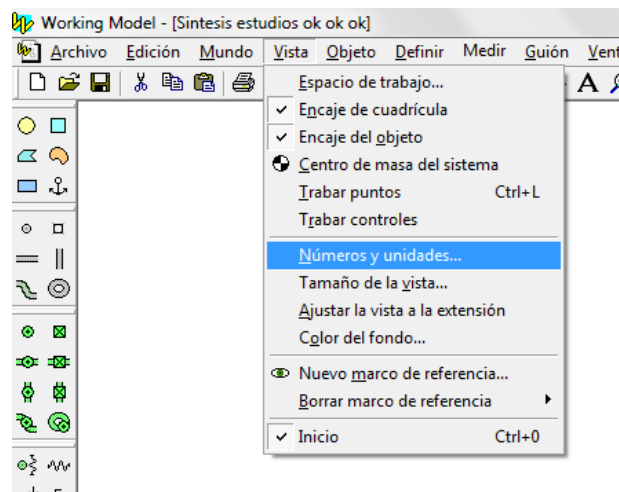 Working Model - [Sintesis estudios ok ok ok]
Archivo Edición Mundo Vista Objeto Definir Medir Guión Vent
A
Espacio de trabajo...
Encaje de cuadrícula
Encaje del objeto
Centro de masa del sistema
Trabar puntos Ctrl+L
Trabar controles
Números y unidades...
Tamaño de la vista...
Ajustar la vista a la extensión
Color del fondo...
Nuevo marco de referencia...
Borrar marco de referencia
Inicio Ctrl+0